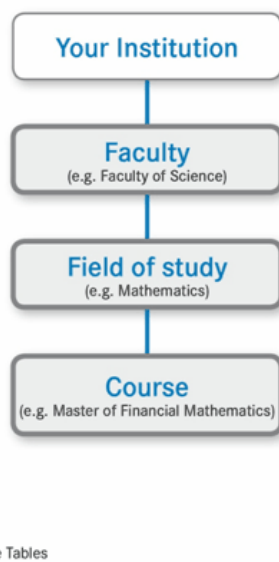 Your Institution
Faculty
(e.g. Faculty of Science)
Field of study
(e.g. Mathematics)
Course
(e.g. Master of Financial Mathematics)
Tables